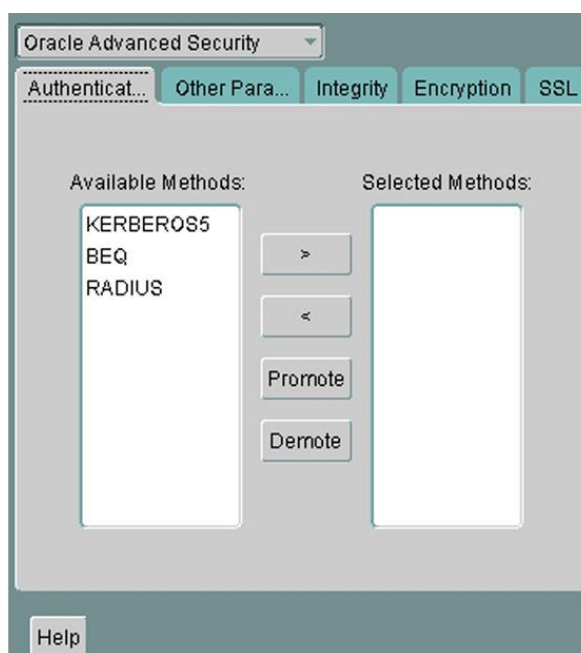 Oracle Advanced Security
Authenticat... Other Para... Integrity Encryption SSL
Available Methods: Selected Methods:
KERBEROS5
BEQ
RADIUS
>
<
Promote
Demote
Help